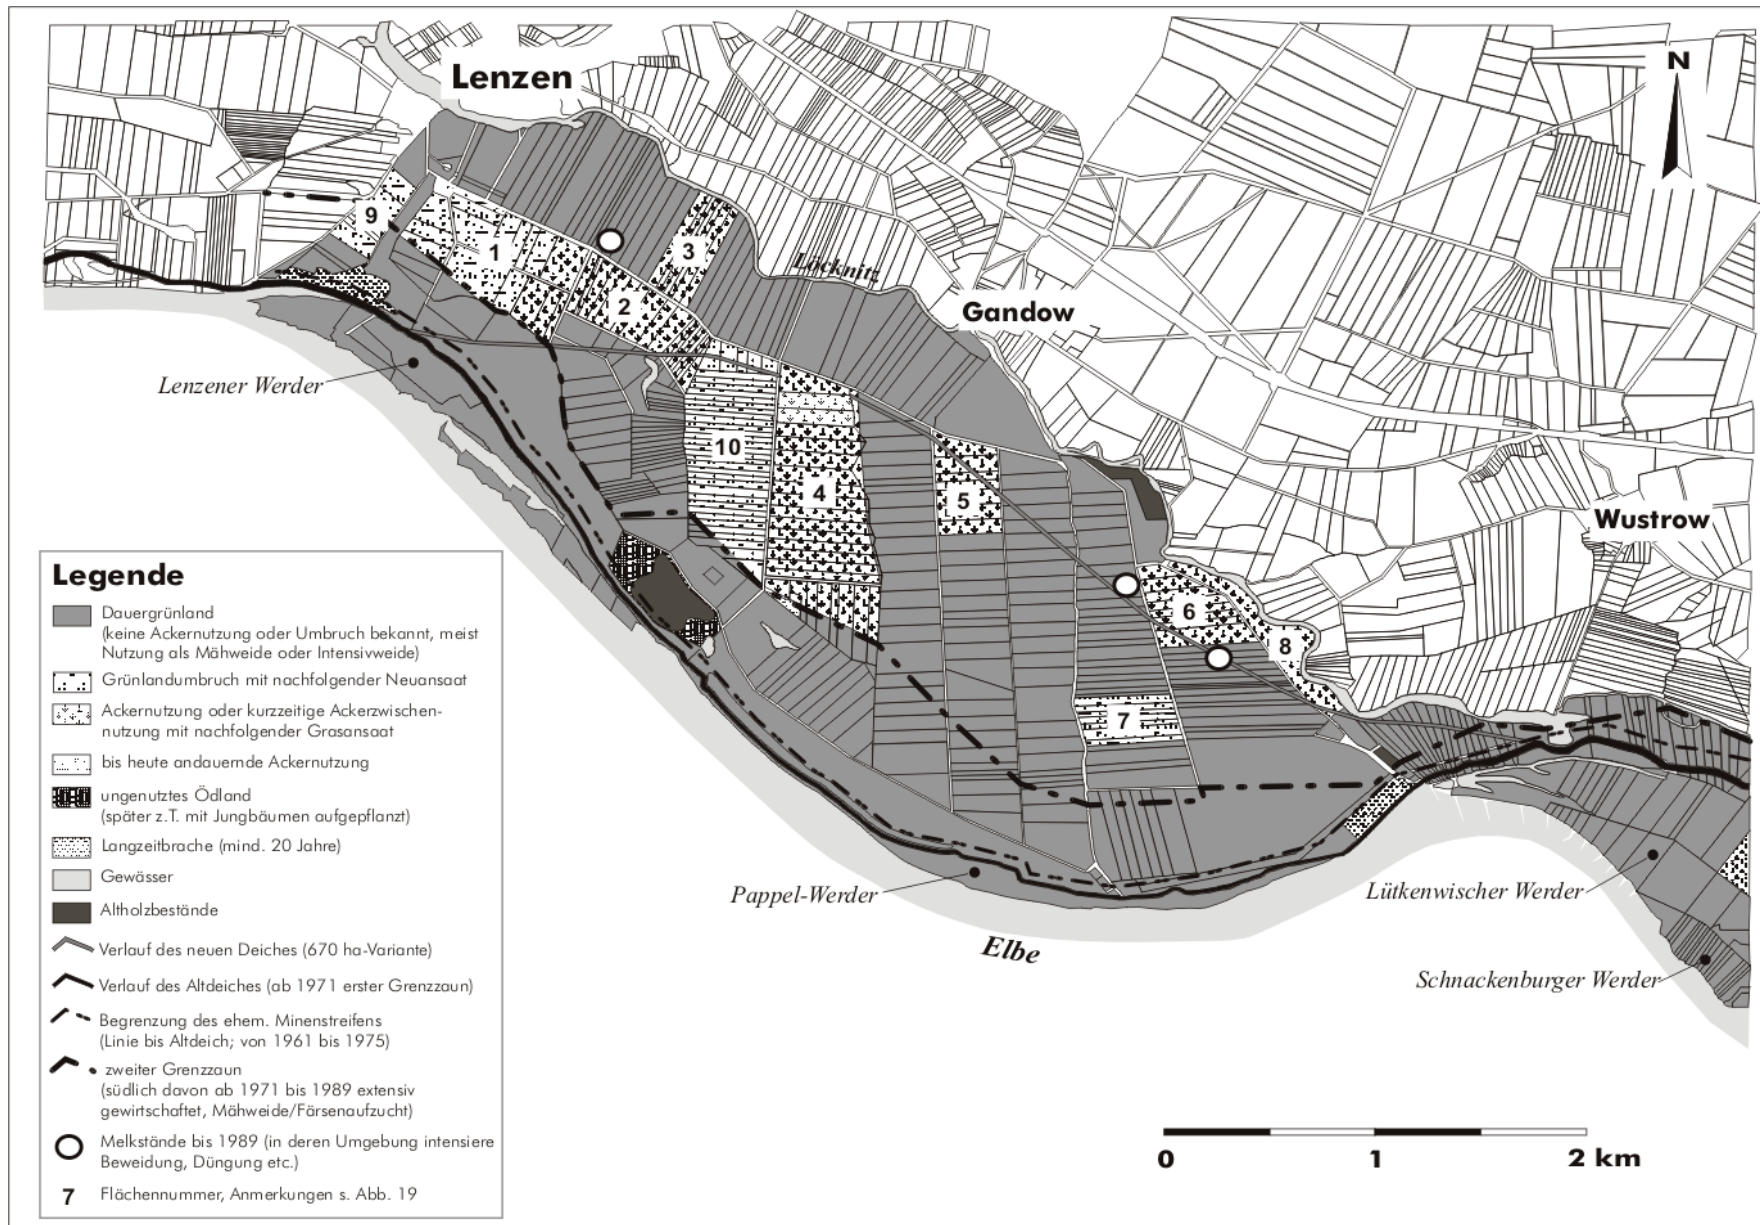 Lenzen
N
9
1
3
2
Löcknitz
Gandow
Lenzener Werder
10
4
5
Wustrow
6
8
7
Pappel-Werder
Elbe
Lütkenwischer Werder
Schnackenburger Werder
Legende
Dauergrünland
(keine Ackernutzung oder Umbruch bekannt, meist
Nutzung als Mähweide oder Intensivweide)
Grünlandumbruch mit nachfolgender Neuansaat
Ackernutzung oder kurzzeitige Ackerzwischen-
nutzung mit nachfolgender Grasansaat
bis heute andauernde Ackernutzung
ungenutztes Ödland
(später z.T. mit Jungbäumen aufgepflanzt)
Langzeitbrache (mind. 20 Jahre)
Gewässer
Altholzbestände
Verlauf des neuen Deiches (670 ha-Variante)
Verlauf des Altdeiches (ab 1971 erster Grenzzaun)
Begrenzung des ehem. Minenstreifens
(Linie bis Altdeich; von 1961 bis 1975)
zweiter Grenzzaun
(südlich davon ab 1971 bis 1989 extensiv
gewirtschaftet, Mähweide/Färsenaufzucht)
Melkstände bis 1989 (in deren Umgebung intensiere
Beweidung, Düngung etc.)
7 Flächennummer, Anmerkungen s. Abb. 19
0 1 2 km